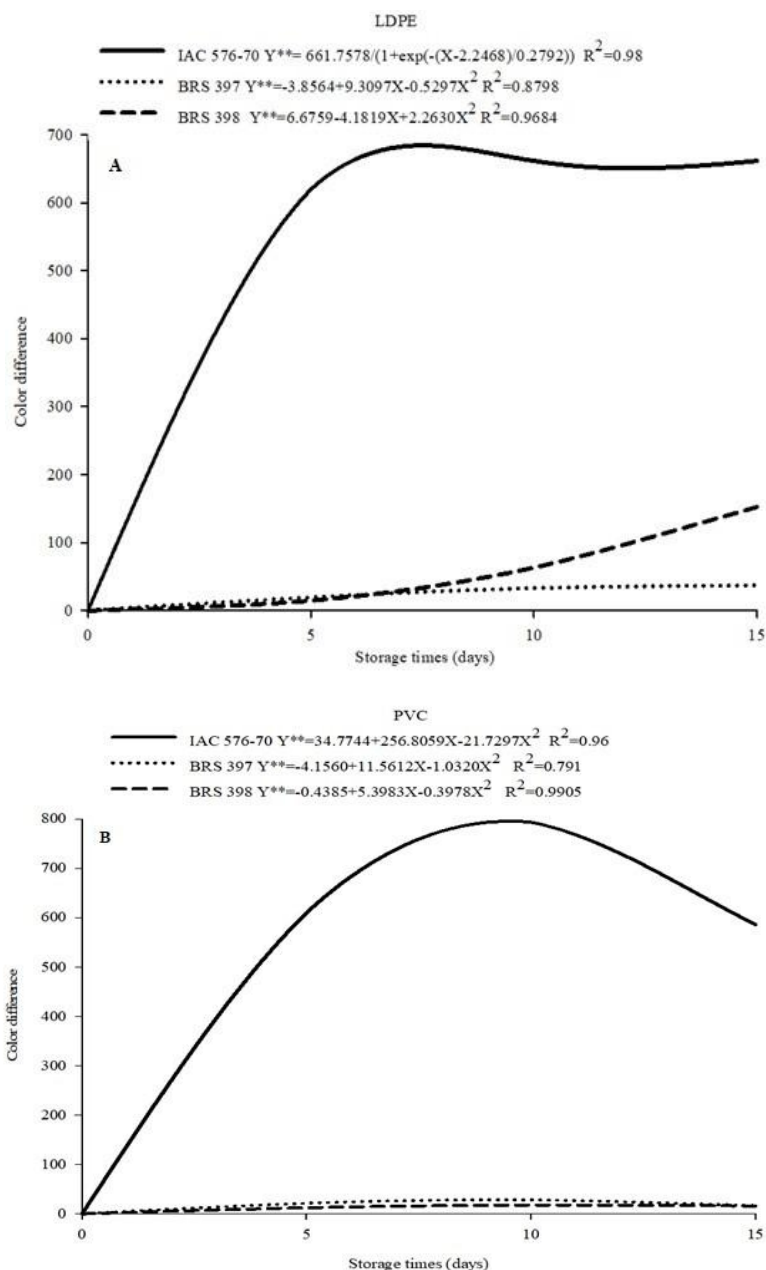 LDPE
IAC 576-70 Y**= 661.7578/(1+exp(-(X-2.2468)/0.2792)) R²=0.98
BRS 397 Y**=-3.8564+9.3097X-0.5297X² R²=0.8798
BRS 398 Y**=6.6759-4.1819X+2.2630X² R²=0.9684
700
A
600
500
400
300
200
100
0
Color difference
0 5 10 15
Storage times (days)
PVC
IAC 576-70 Y**=34.7744+256.8059X-21.7297X² R²=0.96
BRS 397 Y**=-4.1560+11.5612X-1.0320X² R²=0.791
BRS 398 Y**=-0.4385+5.3983X-0.3978X² R²=0.9905
800
B
700
600
500
400
300
200
100
0
Color difference
0 5 10 15
Storage times (days)